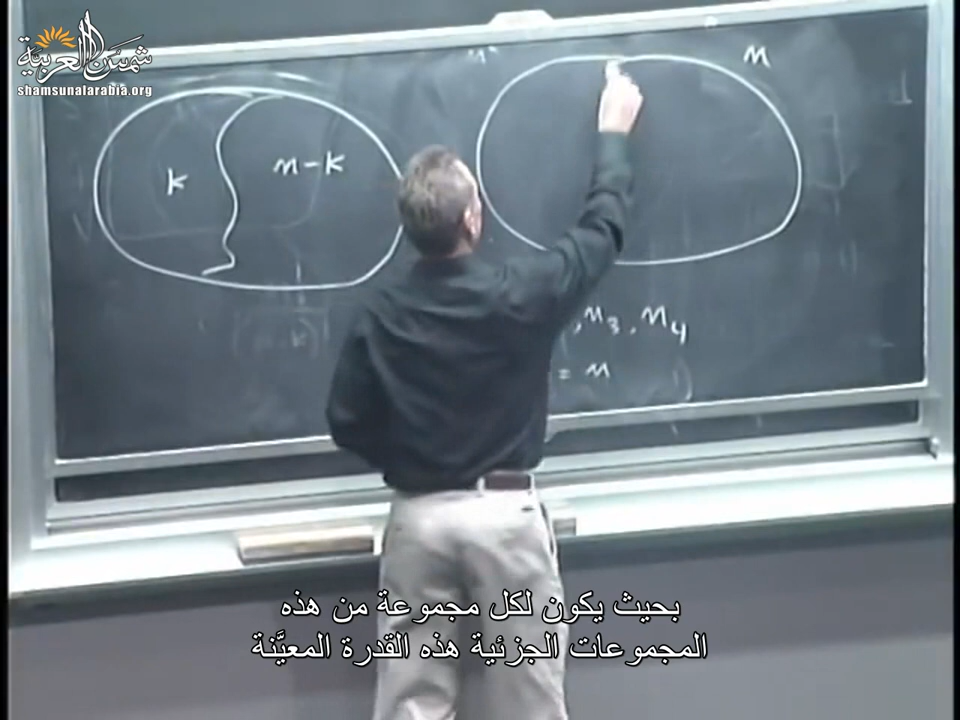 شمس العربية
shamsunalarabia.org
n
k
n-k
, n₃, n₄
= n
بحيث يكون لكل مجموعة من هذه
المجموعات الجزئية هذه القدرة المعيَّنة